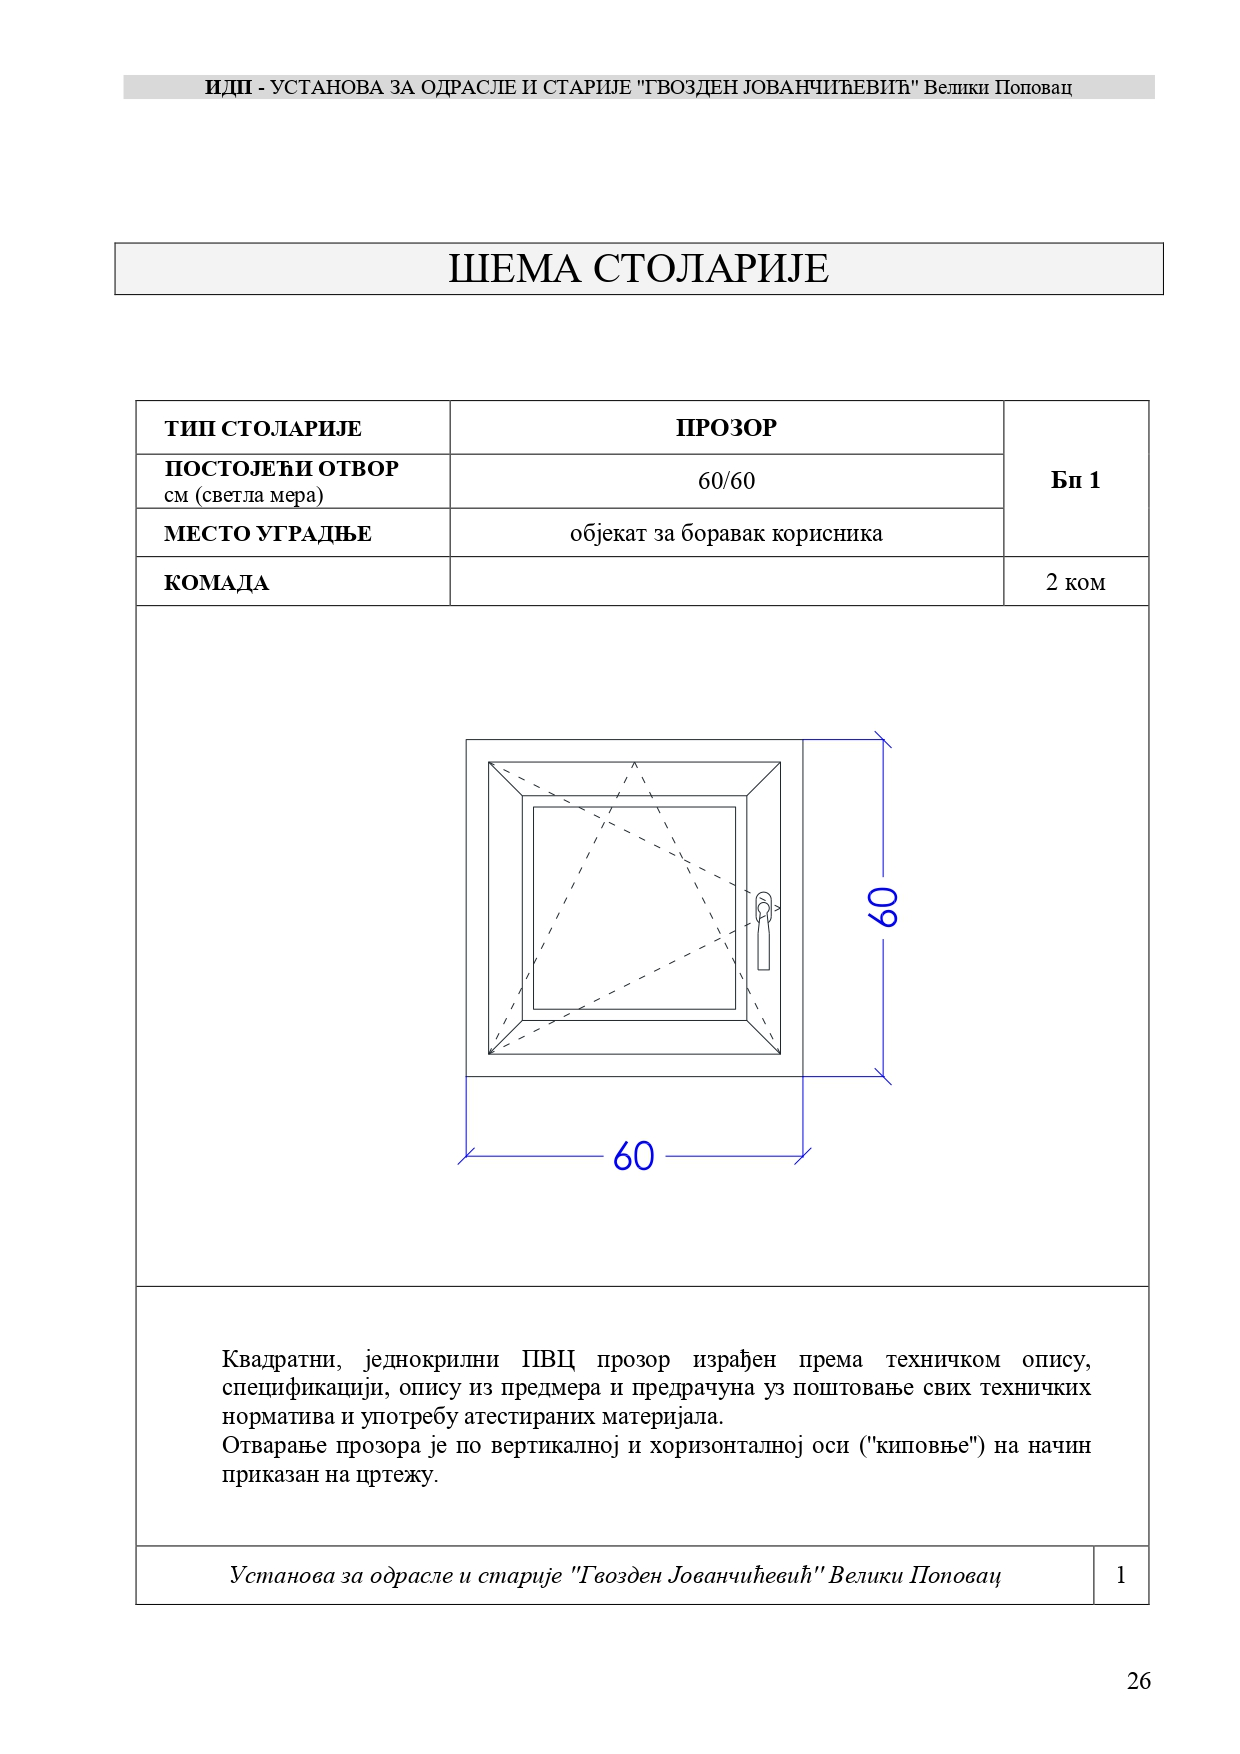 ИДП - УСТАНОВА ЗА ОДРАСЛЕ И СТАРИЈЕ "ГВОЗДЕН ЈОВАНЧИЋЕВИЋ" Велики Поповац
ШЕМА СТОЛАРИЈЕ
ТИП СТОЛАРИЈЕ
ПРОЗОР
Бп 1
ПОСТОЈЕЋИ ОТВОР
см (светла мера)
60/60
МЕСТО УГРАДЊЕ
објекат за боравак корисника
КОМАДА
2 ком
60
60
Квадратни, једнокрилни ПВЦ прозор израђен према техничком опису,
спецификацији, опису из предмера и предрачуна уз поштовање свих техничких
норматива и употребу атестираних материјала.
Отварање прозора је по вертикалној и хоризонталној оси ("киповње") на начин
приказан на цртежу.
Установа за одрасле и старије "Гвозден Јованчићевић" Велики Поповац
1
26